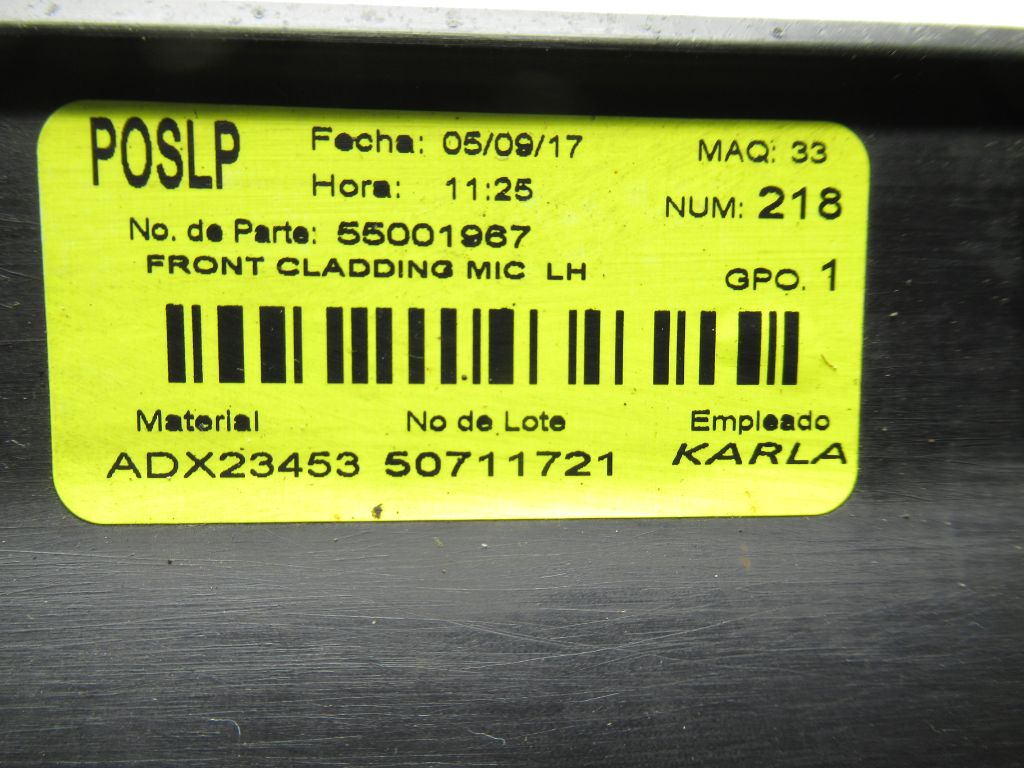 POSLP Fecha: 05/09/17 MAQ: 33
Hora: 11:25 NUM: 218
No. de Parte: 55001967
FRONT CLADDING MIC LH GPO. 1
Material No de Lote Empleado
ADX23453 50711721 KARLA